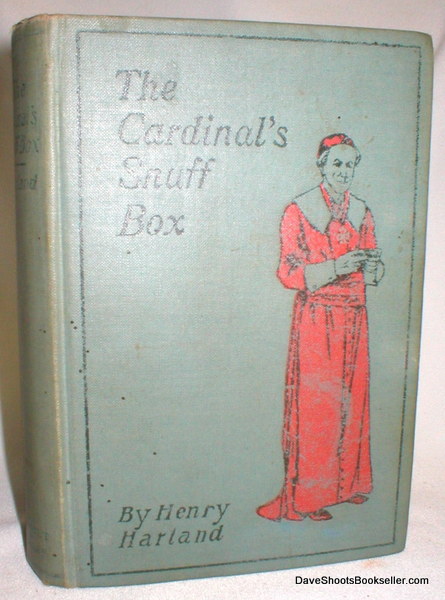 The
Cardinal's
Snuff
Box
By Henry
Harland
DaveShootsBookseller.com